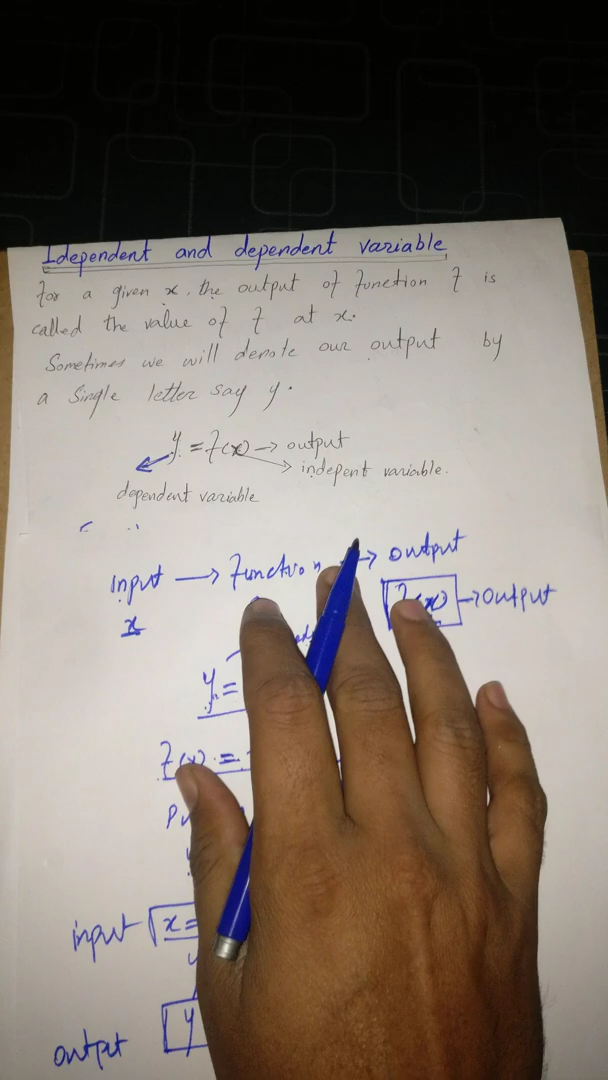 Idependent and dependent variable
For a given x, the output of function f is
called the value of f at x.
Sometimes we will denote our output by
a single letter say y.
y = f(x) → output
indepent variable.
dependent variable
input → function → output
x
f(x) → output
y =
f(x) =
input x =
output y